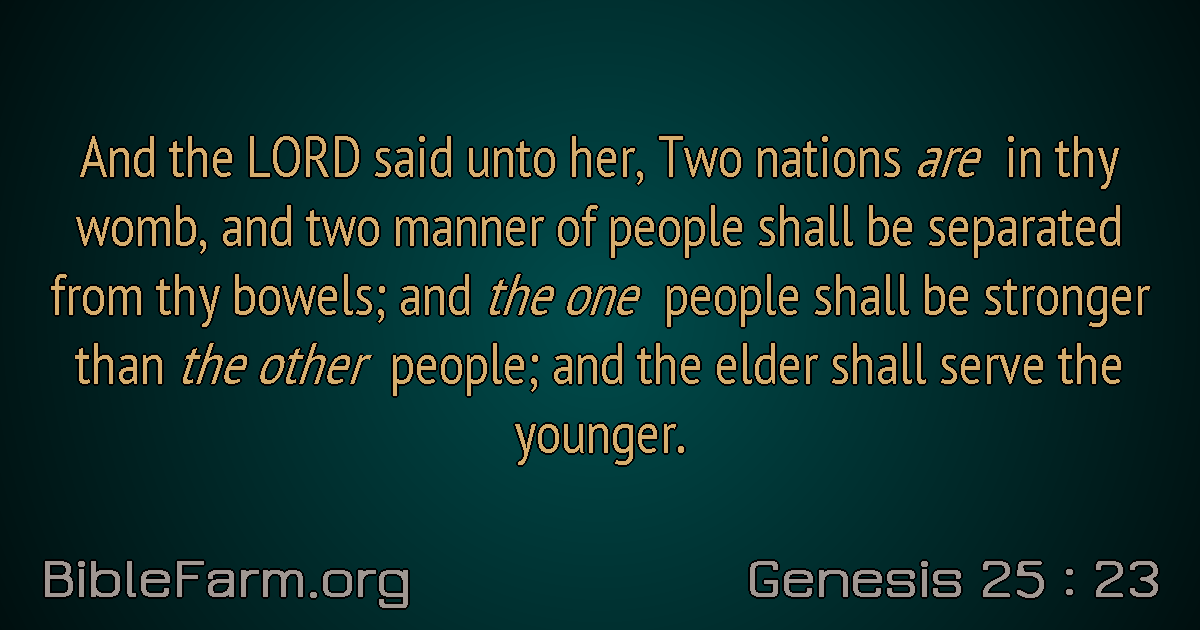 And the LORD said unto her, Two nations are in thy
womb, and two manner of people shall be separated
from thy bowels; and the one people shall be stronger
than the other people; and the elder shall serve the
younger.
BibleFarm.org
Genesis 25 : 23